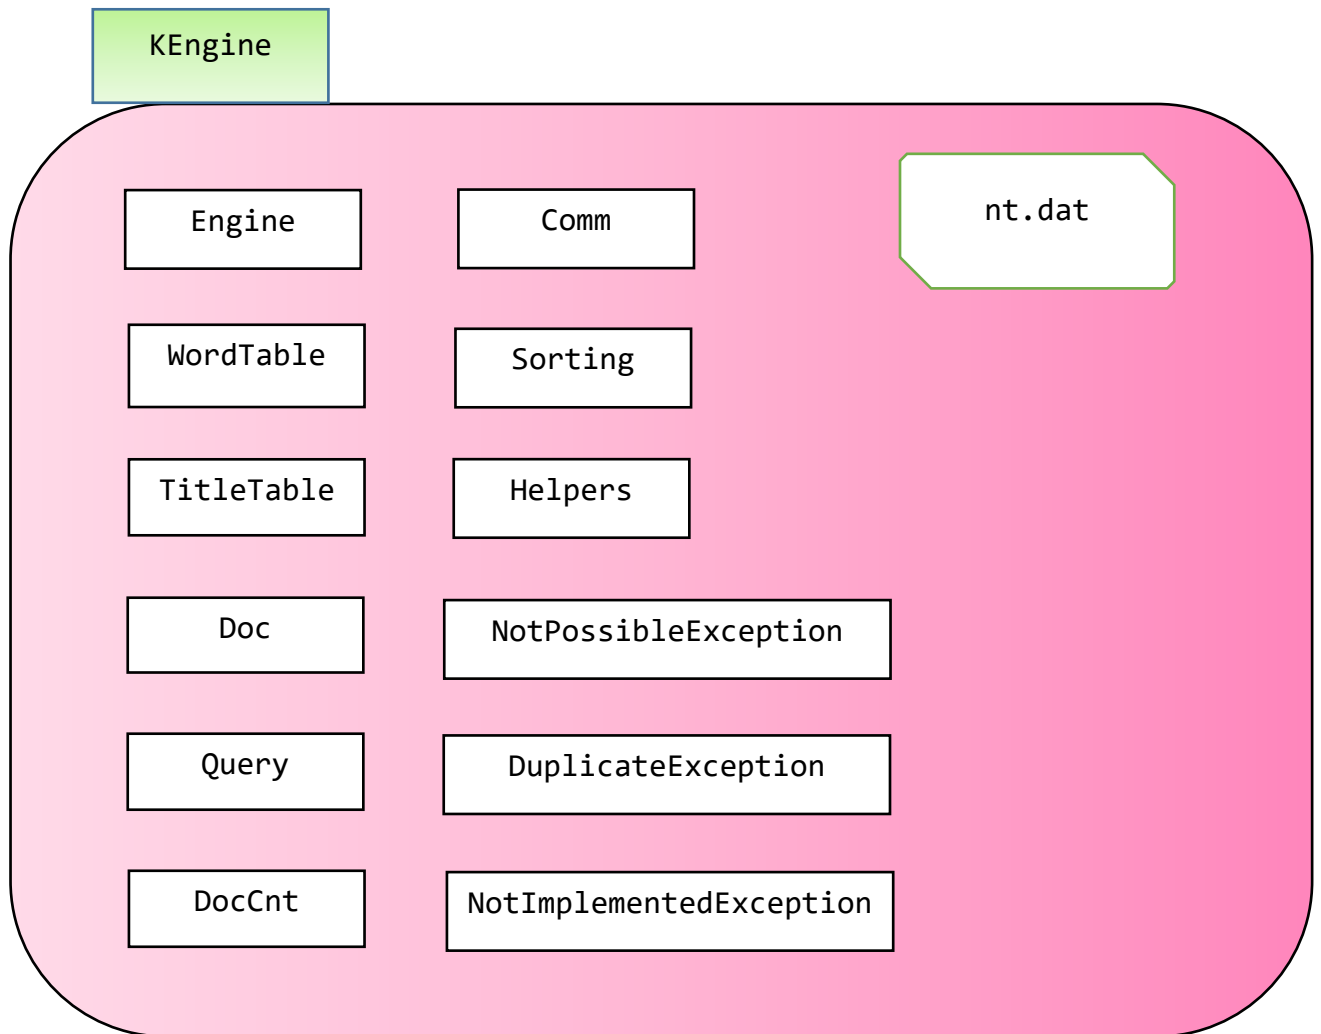 KEngine
Engine
Comm
nt.dat
WordTable
Sorting
TitleTable
Helpers
Doc
NotPossibleException
Query
DuplicateException
DocCnt
NotImplementedException